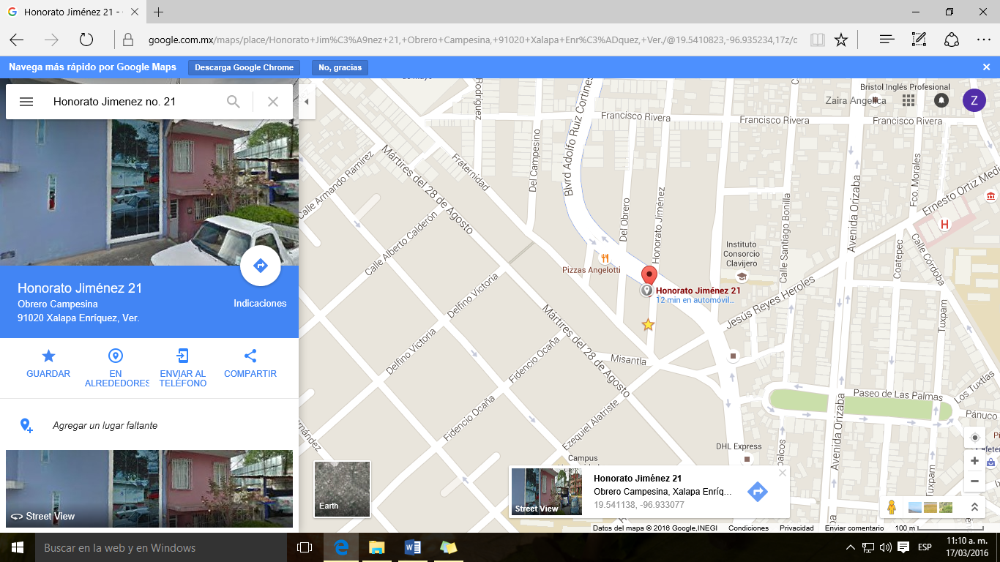 Honorato Jiménez 21 -
google.com.mx/maps/place/Honorato+Jim%C3%A9nez+21,+Obrero+Campesina,+91020+Xalapa+Enr%C3%ADquez,+Ver./@19.5410823,-96.935234,17z/
Navega más rápido por Google Maps
Descarga Google Chrome
No, gracias
Honorato Jimenez no. 21
Honorato Jiménez 21
Obrero Campesina
91020 Xalapa Enríquez, Ver.
Indicaciones
GUARDAR
EN
ALREDEDORES
ENVIAR AL
TELÉFONO
COMPARTIR
Agregar un lugar faltante
Street View
Bristol Inglés Profesional
Zaira Angelica
Z
Rodríguez
Francisco Rivera
Francisco Rivera
Francisco Rivera
Blvrd Adolfo Ruiz Cortines
Del Campesino
Fraternidad
Mártires del 28 de Agosto
Calle Armando Ramírez
Calle Alberto Calderón
Del Obrero
Honorato Jiménez
Pizzas Angelotti
Honorato Jiménez 21
12 min en automóvil...
Instituto
Consorcio
Clavijero
Calle Santiago Bonilla
Avenida Orizaba
Fco. Morales
Ernesto Ortiz Medi
H
Coatepec
Calle Córdoba
Tuxpam
Jesús Reyes Heroles
Delfino Victoria
Delfino Victoria
Mártires del 28 de Agosto
Misantla
Fidencio Ocaña
Fidencio Ocaña
Ezequiel Alatriste
Paseo de Las Palmas
Los Tuxtlas
Pánuco
Avenida Orizaba
Tuxpam
DHL Express
Campus
Earth
Street View
Honorato Jiménez 21
Obrero Campesina, Xalapa Enríq...
19.541138, -96.933077
Datos del mapa © 2016 Google,INEGI
Condiciones
Privacidad
Enviar comentario
100 m
Buscar en la web y en Windows
ESP
11:10 a. m.
17/03/2016